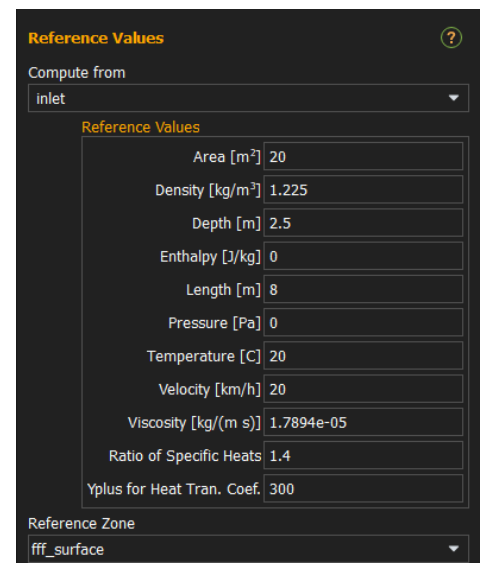 Reference Values
?
Compute from
inlet
Reference Values
Area [m²] 20
Density [kg/m³] 1.225
Depth [m] 2.5
Enthalpy [J/kg] 0
Length [m] 8
Pressure [Pa] 0
Temperature [C] 20
Velocity [km/h] 20
Viscosity [kg/(m s)] 1.7894e-05
Ratio of Specific Heats 1.4
Yplus for Heat Tran. Coef. 300
Reference Zone
fff_surface